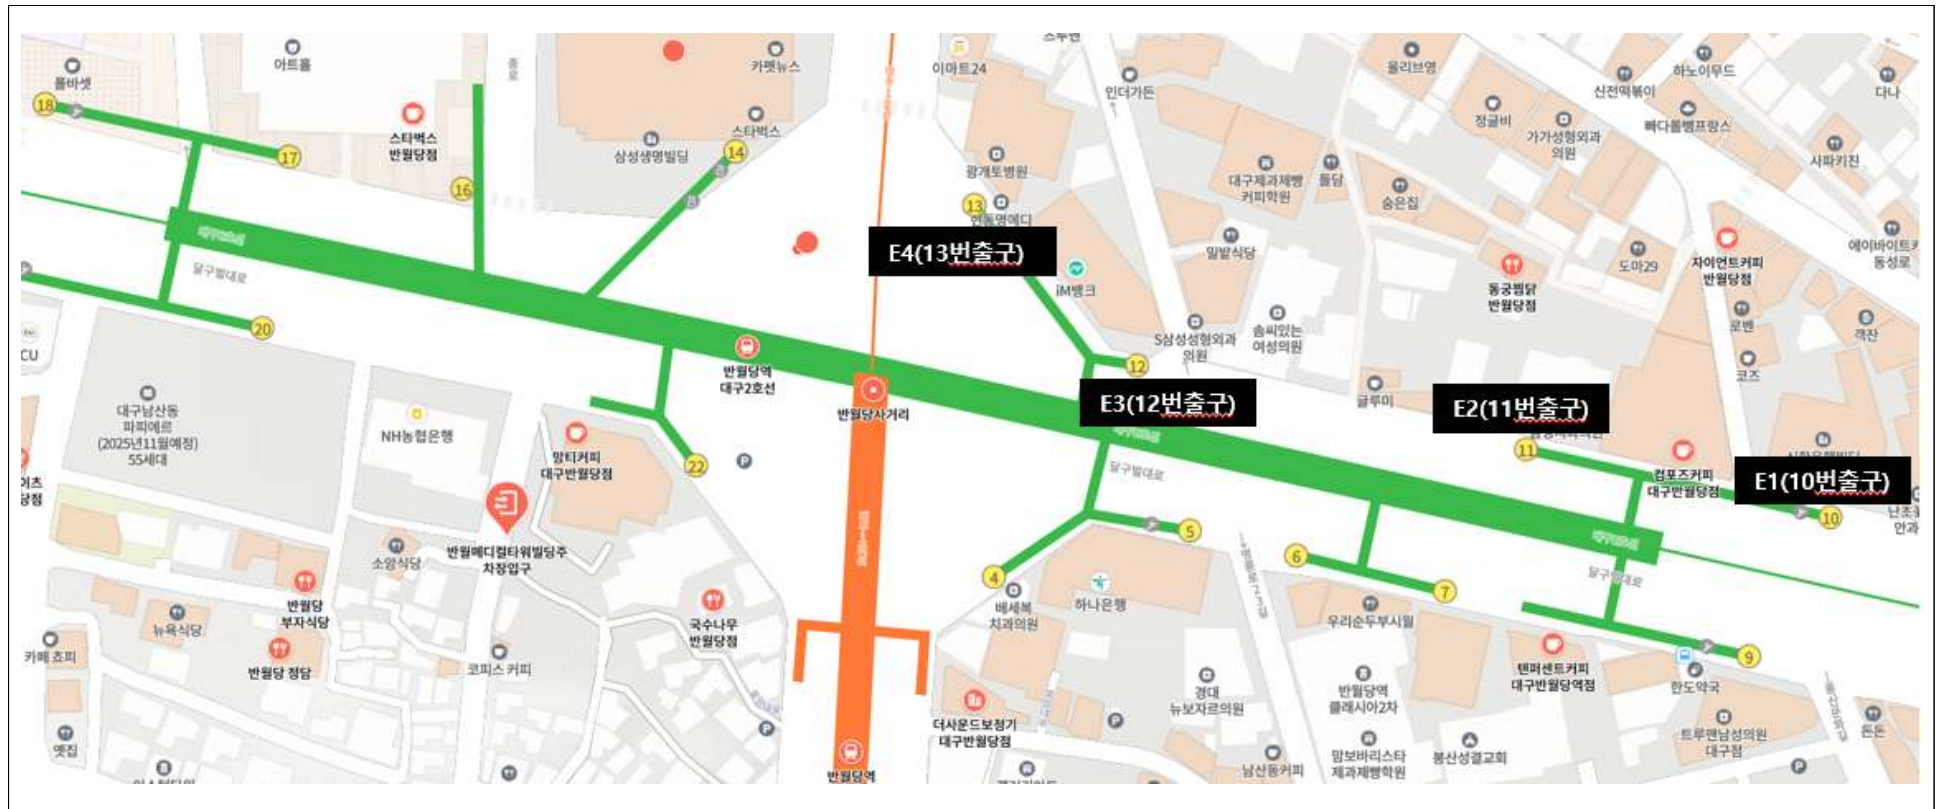 폴바셋
18
17
아트홀
스타벅스
반월당점
종로
16
삼성생명빌딩
카멧뉴스
스타벅스
14
이마트24
광개토병원
13
E4(13번출구)
iM뱅크
인더가든
대구제과제빵
커피학원
돌담
밀밭식당
S삼성성형외과
의원
솜씨있는
여성의원
12
E3(12번출구)
올리브영
정글비
가가성형외과
의원
숨은집
신전떡볶이
하노이무드
빠다롤뺑프랑스
다나
사파키친
도마29
동궁찜닭
반월당점
자이언트커피
반월당점
에이바이트커
동성로
로벤
객잔
코즈
글루미
E2(11번출구)
11
컴포즈커피
대구반월당점
E1(10번출구)
10
안과
달구벌대로
20
CU
대구남산동
파피에르
(2025년11월예정)
55세대
NH농협은행
반월당역
대구2호선
반월당사거리
망티커피
대구반월당점
22
P
반월메디컬타워빌딩주
차장입구
소망식당
반월당
부자식당
뉴욕식당
카페 쵸피
반월당 정담
코피스 커피
국수나무
반월당점
옛집
P
반월당역
달구벌대로
5
4
배세복
치과의원
하나은행
6
7
달구벌대로
우리순두부시월
더사운드보청기
대구반월당점
P
경대
뉴보자르의원
반월당역
클래시아2차
텐퍼센트커피
대구반월당역점
9
한도약국
트루맨남성의원
대구점
돈돈
남산동커피
맘보바리스타
제과제빵학원
봉산성결교회
P